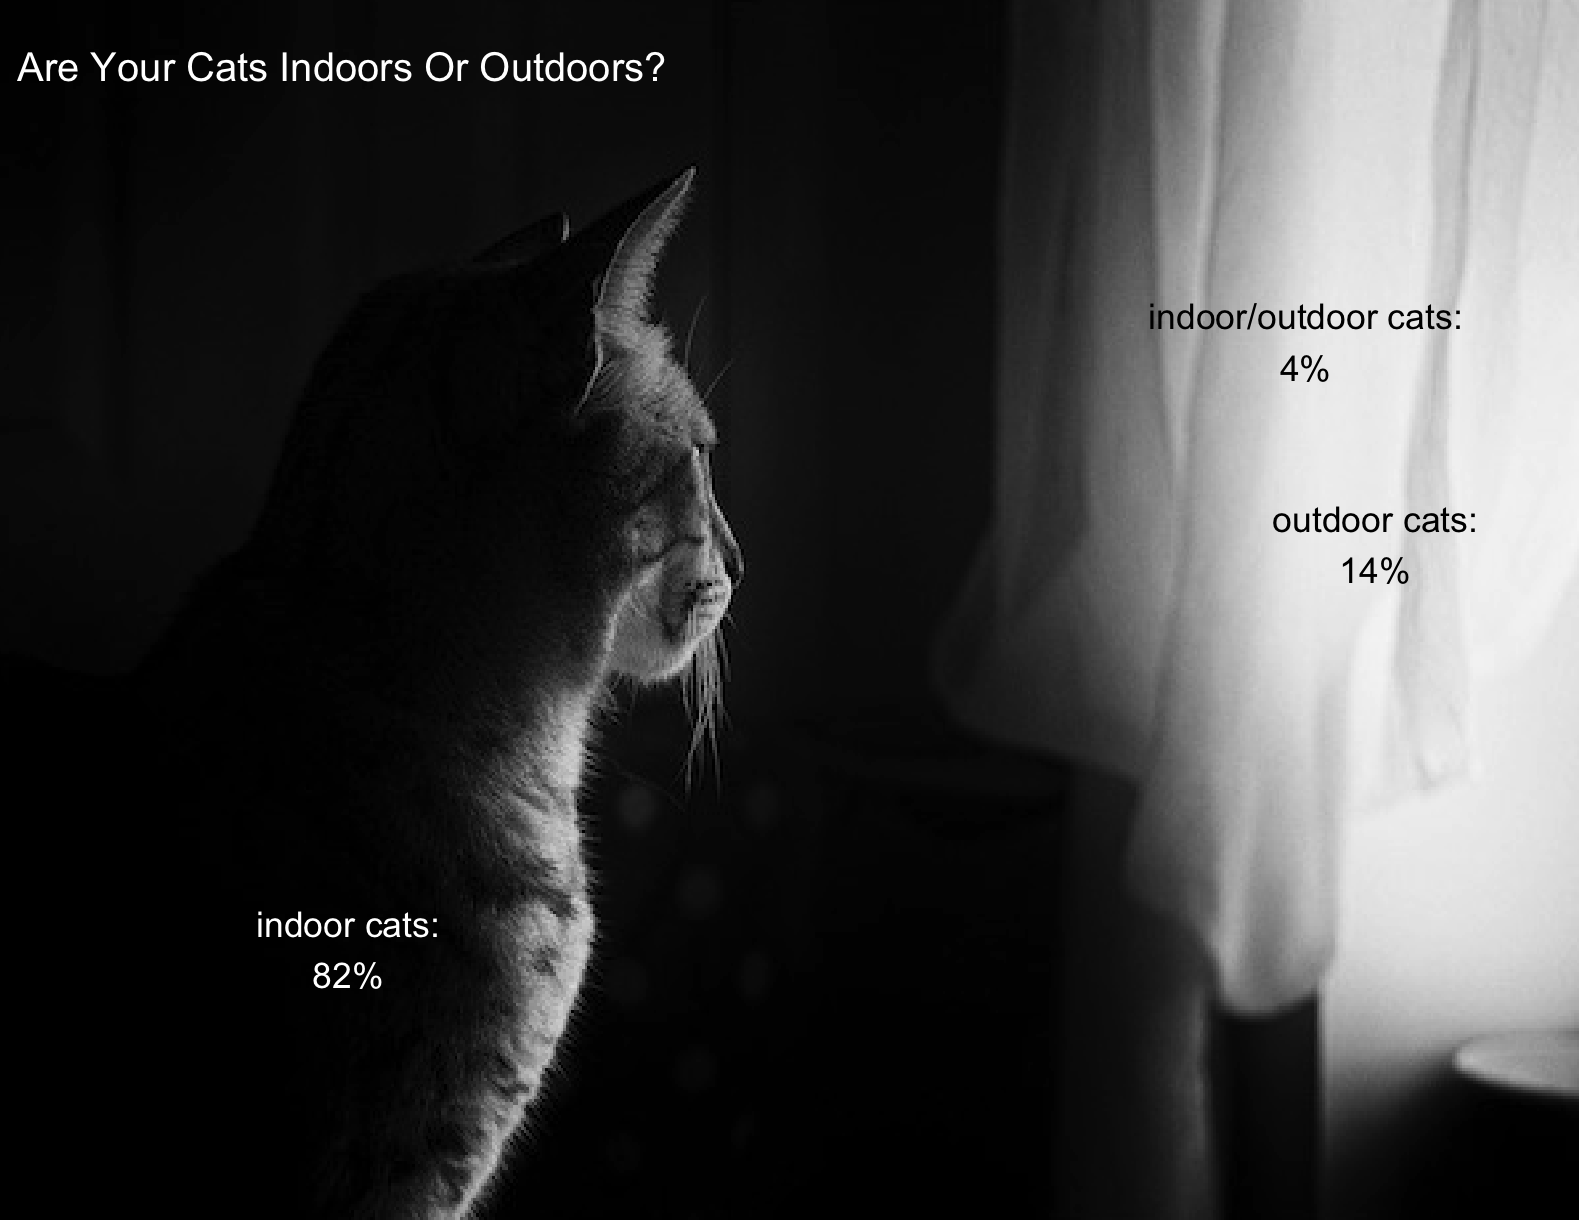 Are Your Cats Indoors Or Outdoors?
indoor/outdoor cats:
4%
outdoor cats:
14%
indoor cats:
82%